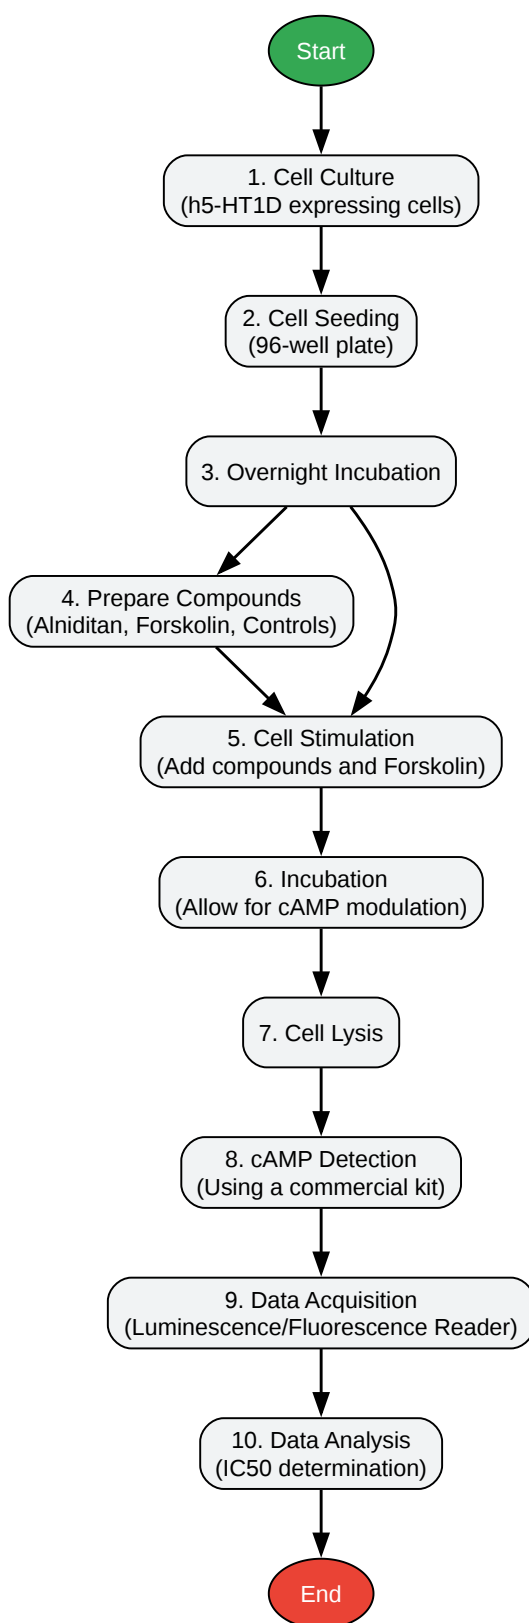 Start
1. Cell Culture
(h5-HT1D expressing cells)
2. Cell Seeding
(96-well plate)
3. Overnight Incubation
4. Prepare Compounds
(Alniditan, Forskolin, Controls)
5. Cell Stimulation
(Add compounds and Forskolin)
6. Incubation
(Allow for cAMP modulation)
7. Cell Lysis
8. cAMP Detection
(Using a commercial kit)
9. Data Acquisition
(Luminescence/Fluorescence Reader)
10. Data Analysis
(IC50 determination)
End